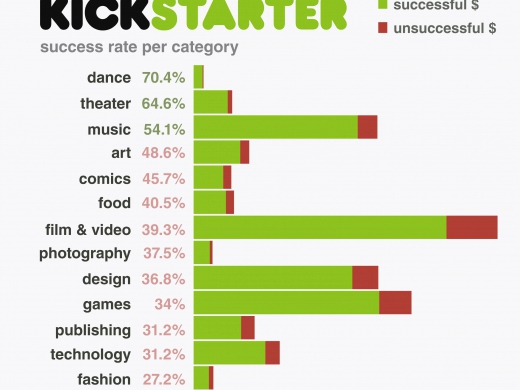 KICKSTARTER
successful $
unsuccessful $
success rate per category
dance 70.4%
theater 64.6%
music 54.1%
art 48.6%
comics 45.7%
food 40.5%
film & video 39.3%
photography 37.5%
design 36.8%
games 34%
publishing 31.2%
technology 31.2%
fashion 27.2%